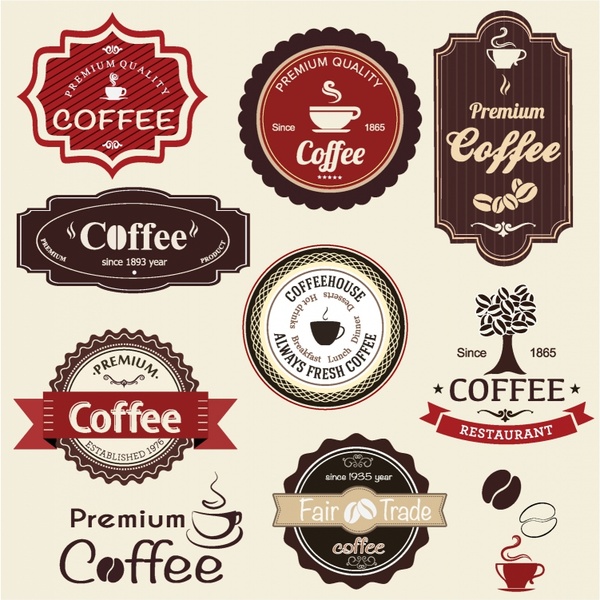 PREMIUM QUALITY
COFFEE
PREMIUM QUALITY
Since 1865
Coffee
Premium
Coffee
Coffee
PREMIUM PRODUCT
since 1893 year
COFFEEHOUSE
Hot drinks Desserts
Breakfast Lunch Dinner
ALWAYS FRESH COFFEE
Since 1865
COFFEE
RESTAURANT
·PREMIUM·
Coffee
ESTABLISHED 1976
since 1935 year
Fair Trade
coffee
Premium
Coffee